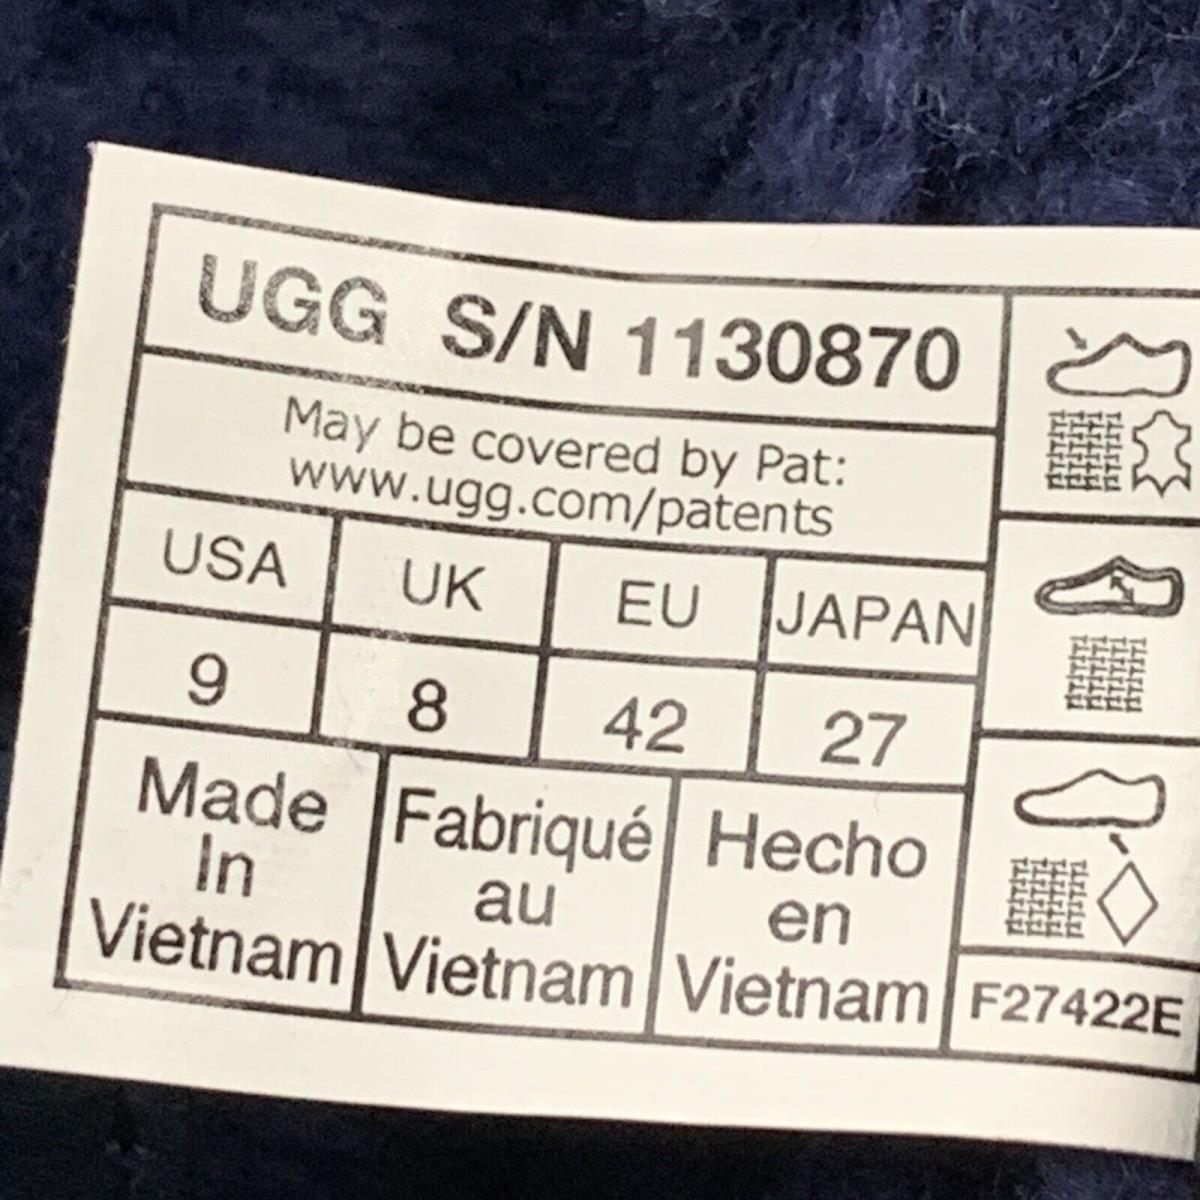 UGG S/N 1130870
May be covered by Pat:
www.ugg.com/patents
USA UK EU JAPAN
9 8 42 27
Made
In
Vietnam
Fabriqué
au
Vietnam
Hecho
en
Vietnam
F27422E